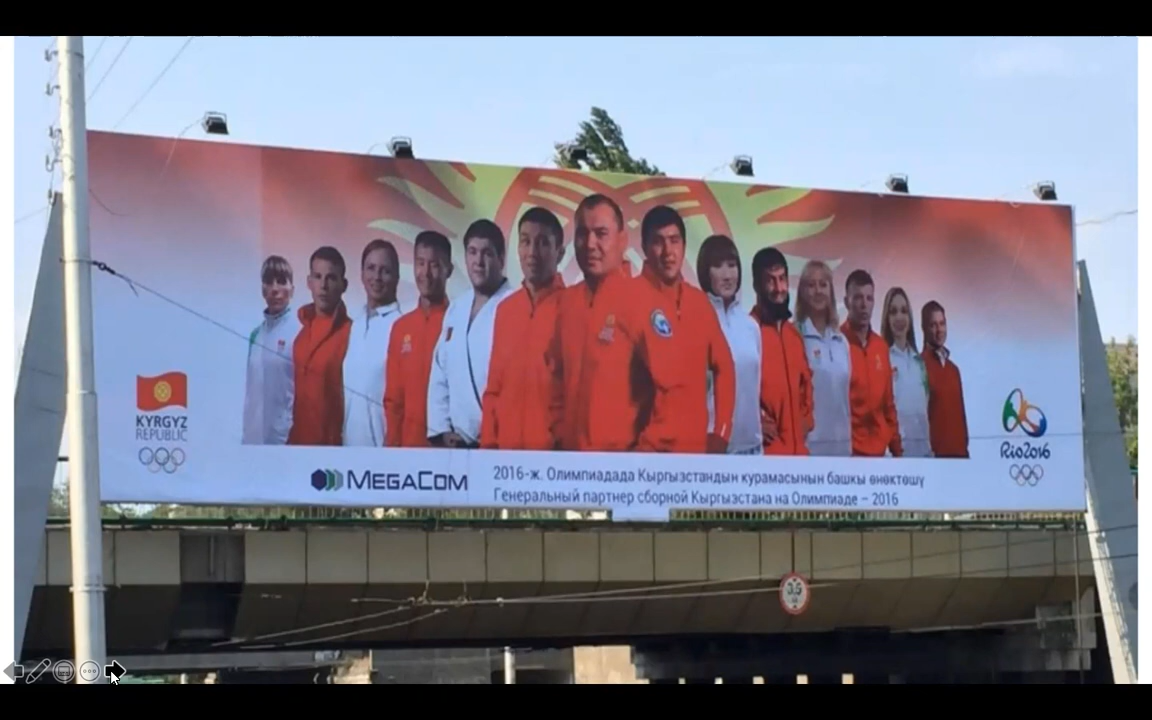 KYRGYZ
REPUBLIC
MEGACOM
2016-ж. Олимпиадада Кыргызстандын курамасынын башкы өнөктөшү
Генеральный партнер сборной Кыргызстана на Олимпиаде – 2016
Rio2016
3,5